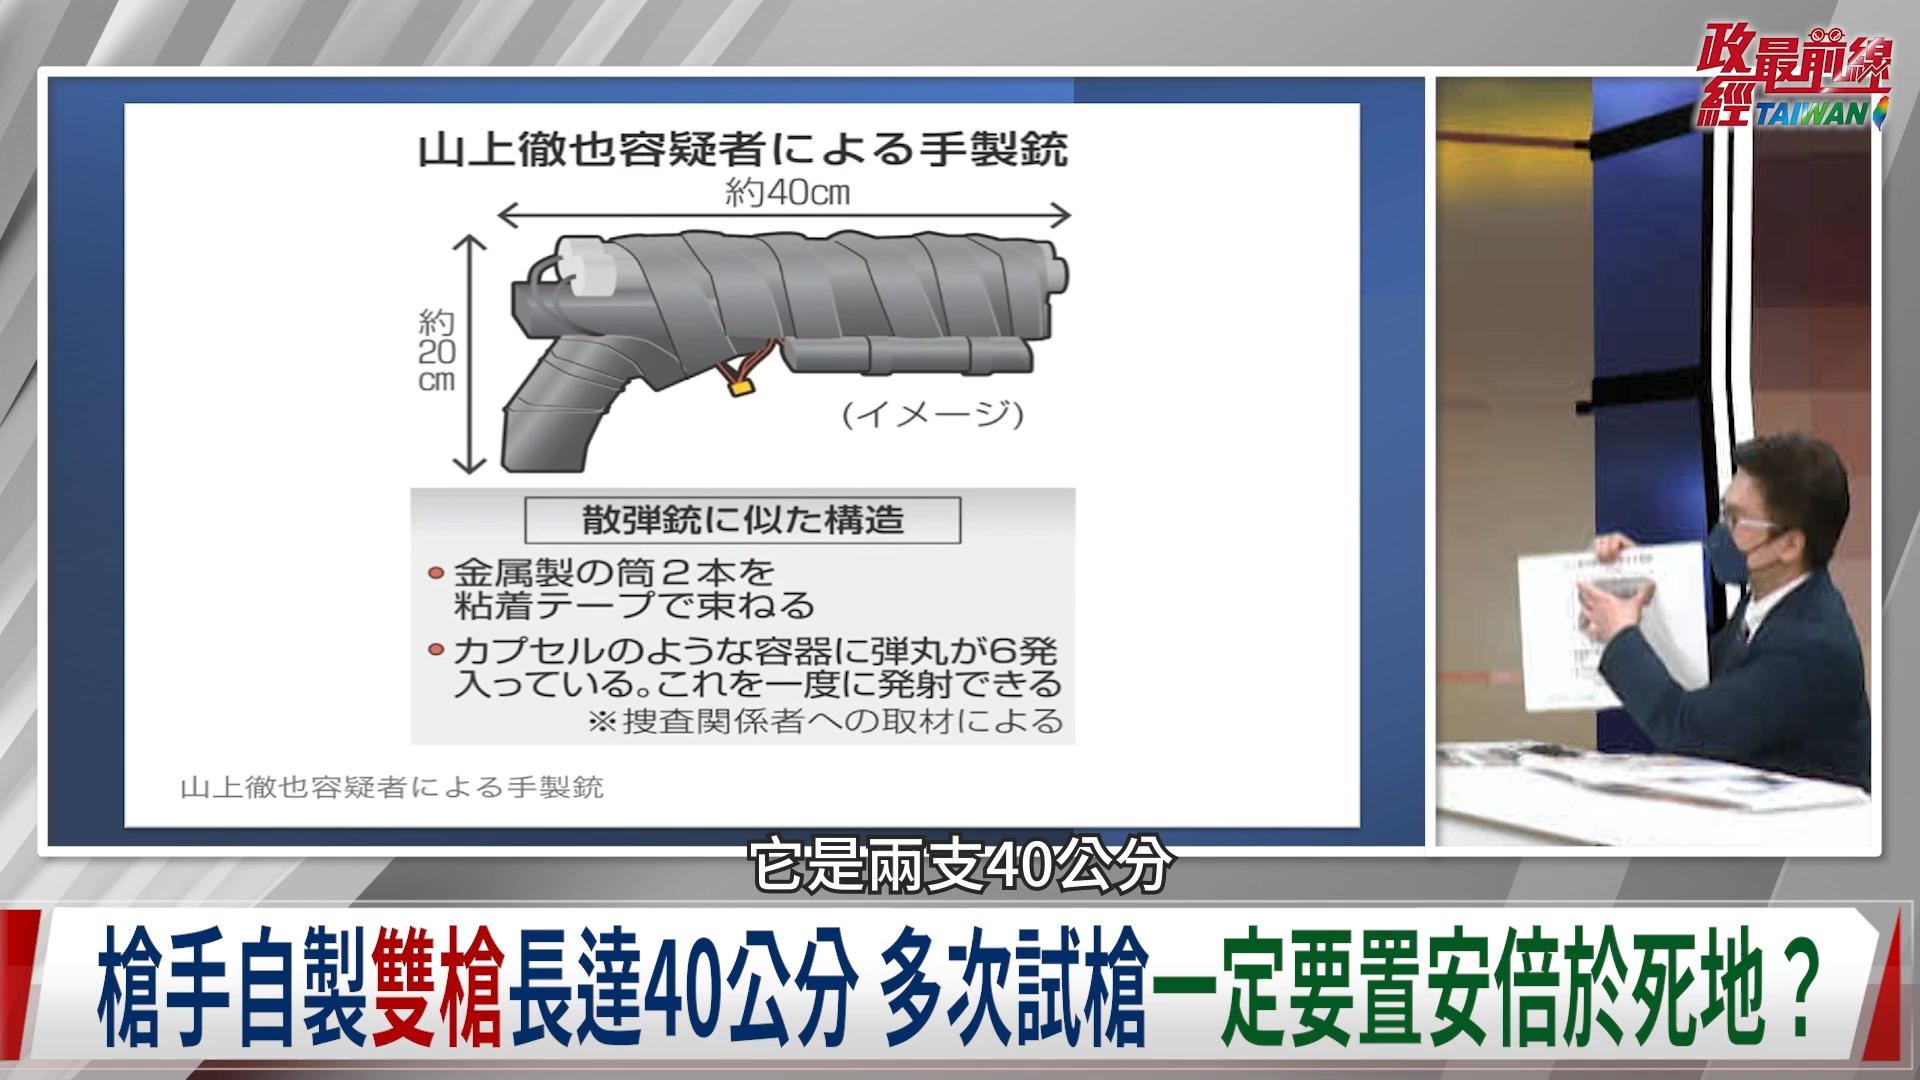 政經最前線
TAIWAN
山上徹也容疑者による手製銃
約40cm
約20cm
(イメージ)
散弾銃に似た構造
●金属製の筒2本を
粘着テープで束ねる
●カプセルのような容器に弾丸が6発
入っている。これを一度に発射できる
※捜査関係者への取材による
山上徹也容疑者による手製銃
它是兩支40公分
槍手自製雙槍長達40公分 多次試槍一定要置安倍於死地？